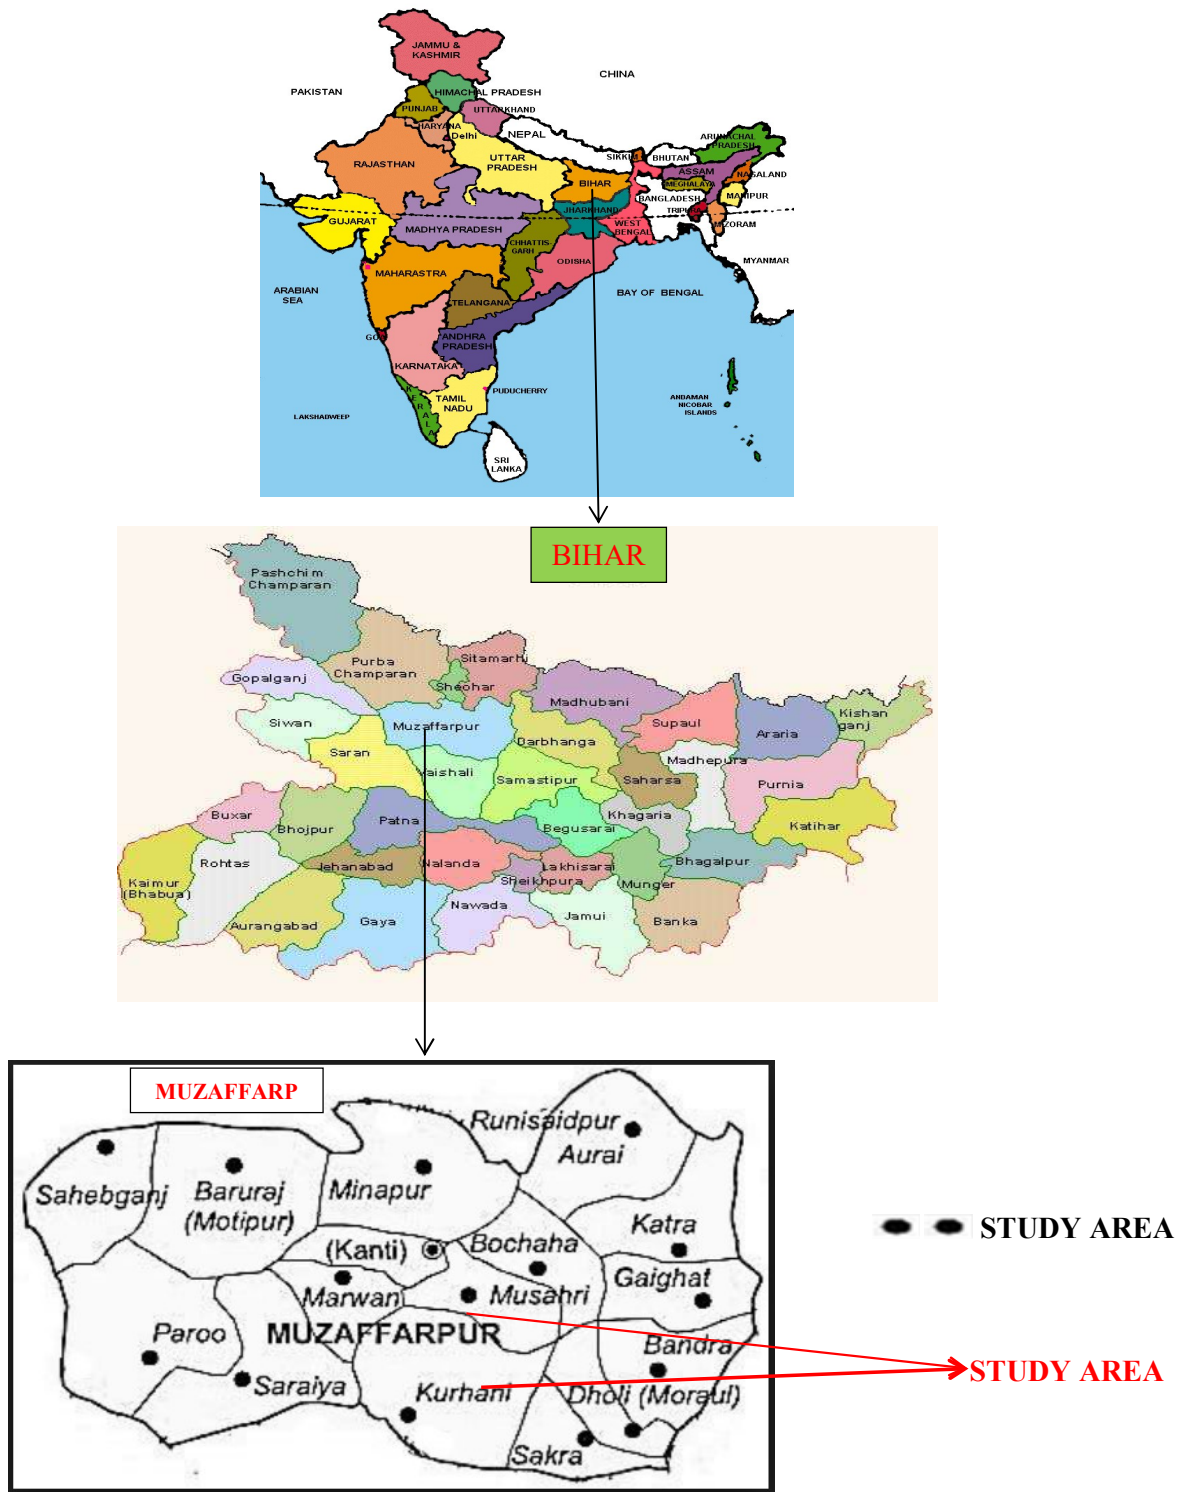 JAMMU &
KASHMIR
CHINA
PAKISTAN
HIMACHAL PRADESH
PUNJAB
UTTARKHAND
HARYANA
Delhi
NEPAL
ARUNACHAL
PRADESH
SIKKIM
BHUTAN
RAJASTHAN
UTTAR
PRADESH
ASSAM
NAGALAND
BIHAR
MEGHALAYA
MANIPUR
BANGLADESH
JHARKHAND
TRIPURA
GUJARAT
MADHYA PRADESH
WEST
BENGAL
MIZORAM
CHHATTIS-
GARH
ODISHA
MYANMAR
MAHARASTRA
ARABIAN
SEA
BAY OF BENGAL
TELANGANA
GOA
ANDHRA
PRADESH
KARNATAKA
PUDUCHERRY
KERALA
TAMIL
NADU
ANDAMAN
NICOBAR
ISLANDS
LAKSHADWEEP
SRI
LANKA
BIHAR
Pashchim
Champaran
Purba
Champaran
Sitamarhi
Gopalganj
Sheohar
Madhubani
Kishan
ganj
Siwan
Muzaffarpur
Supaul
Araria
Saran
Darbhanga
Madhepura
Vaishali
Samastipur
Saharsa
Purnia
Buxar
Bhojpur
Patna
Begusarai
Khagaria
Katihar
Rohtas
Jehanabad
Nalanda
Lakhisarai
Bhagalpur
Kaimur
(Bhabua)
Sheikhpura
Munger
Aurangabad
Gaya
Nawada
Jamui
Banka
MUZAFFARP
Runisaidpur
Aurai
Sahebganj
Baruraj
(Motipur)
Minapur
Katra
(Kanti)
Bochaha
STUDY AREA
Gaighat
Marwan
Musahri
Paroo
MUZAFFARPUR
Bandra
STUDY AREA
Saraiya
Kurhani
Dholi (Moraul)
Sakra